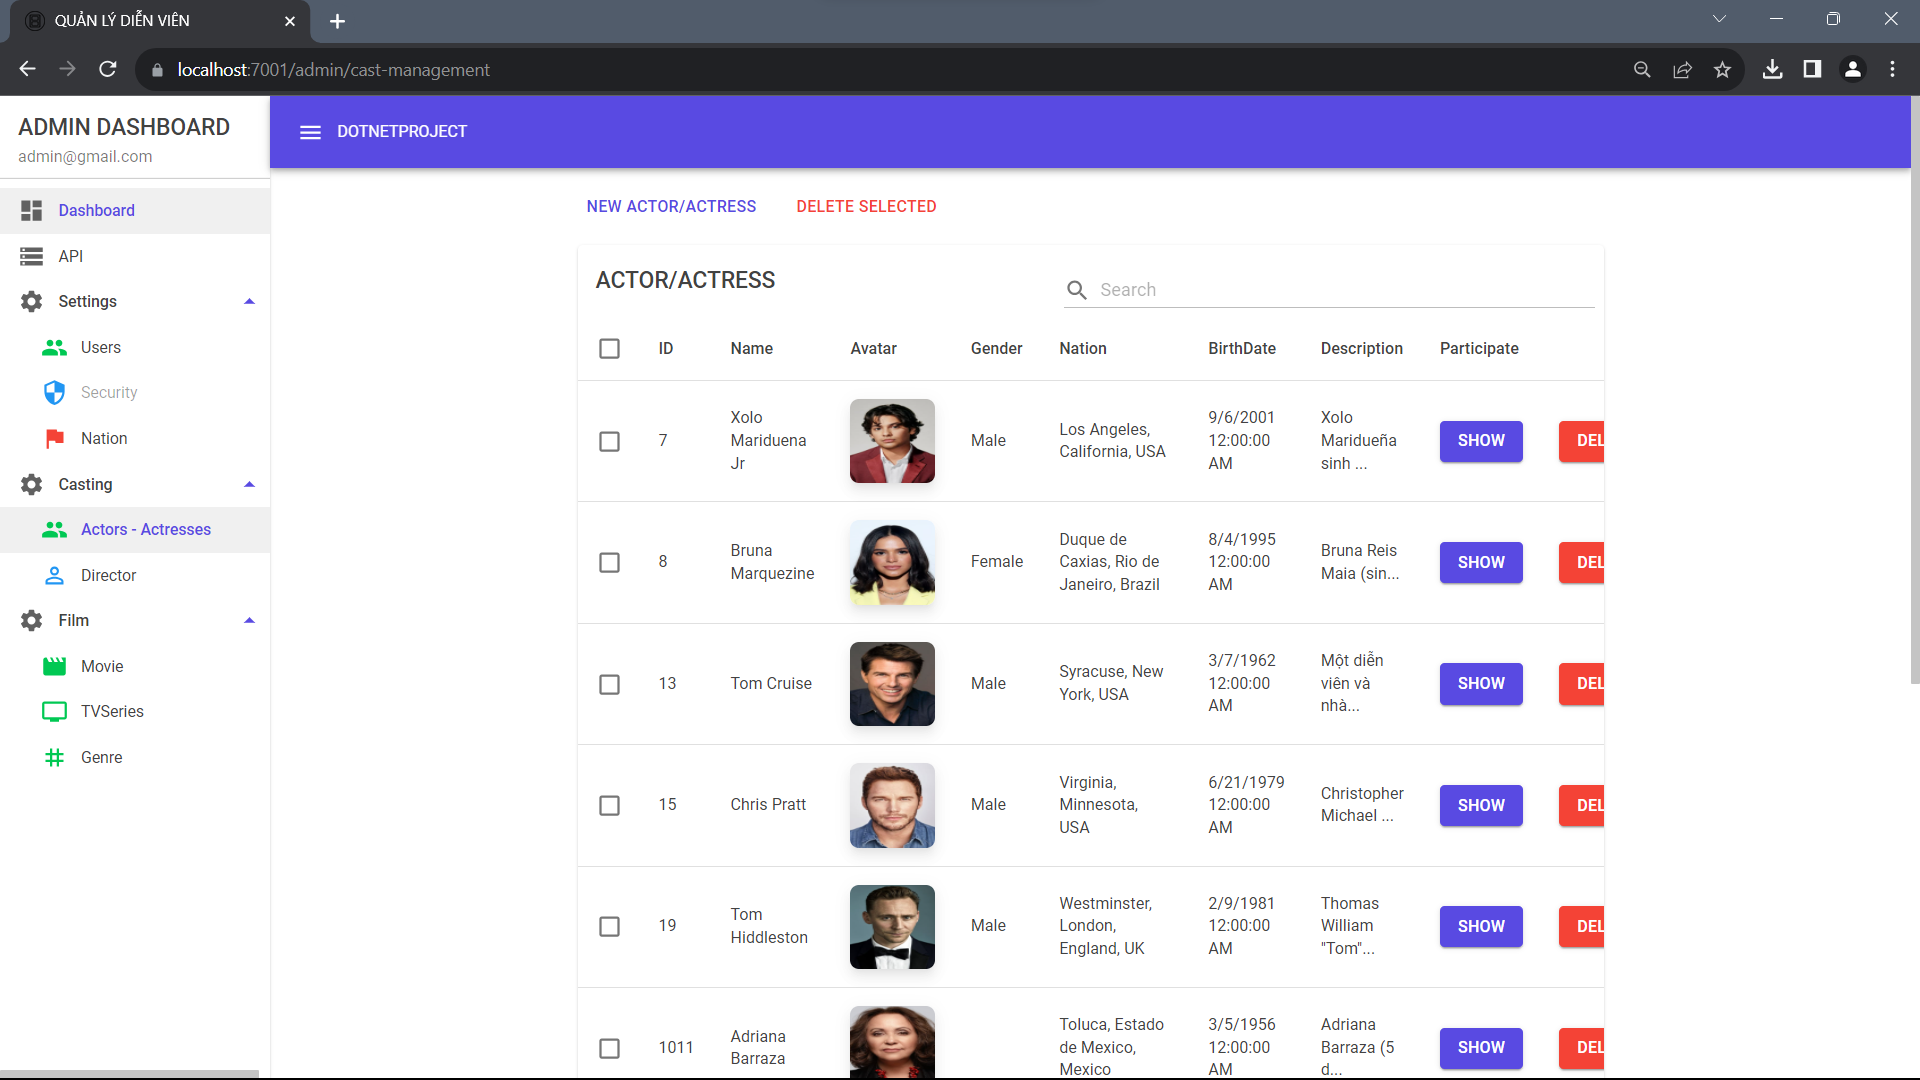 QUẢN LÝ DIỄN VIÊN
localhost:7001/admin/cast-management
ADMIN DASHBOARD
admin@gmail.com
DOTNETPROJECT
Dashboard
API
Settings
Users
Security
Nation
Casting
Actors - Actresses
Director
Film
Movie
TVSeries
Genre
NEW ACTOR/ACTRESS DELETE SELECTED
ACTOR/ACTRESS
Search
ID Name Avatar Gender Nation BirthDate Description Participate
7
Xolo
Mariduena
Jr
Male
Los Angeles,
California, USA
9/6/2001
12:00:00
AM
Xolo
Maridueña
sinh ...
SHOW
DEL
8
Bruna
Marquezine
Female
Duque de
Caxias, Rio de
Janeiro, Brazil
8/4/1995
12:00:00
AM
Bruna Reis
Maia (sin...
SHOW
DEL
13
Tom Cruise
Male
Syracuse, New
York, USA
3/7/1962
12:00:00
AM
Một diễn
viên và
nhà...
SHOW
DEL
15
Chris Pratt
Male
Virginia,
Minnesota,
USA
6/21/1979
12:00:00
AM
Christopher
Michael ...
SHOW
DEL
19
Tom
Hiddleston
Male
Westminster,
London,
England, UK
2/9/1981
12:00:00
AM
Thomas
William
"Tom"...
SHOW
DEL
1011
Adriana
Barraza
Toluca, Estado
de Mexico,
Mexico
3/5/1956
12:00:00
AM
Adriana
Barraza (5
d...
SHOW
DEL